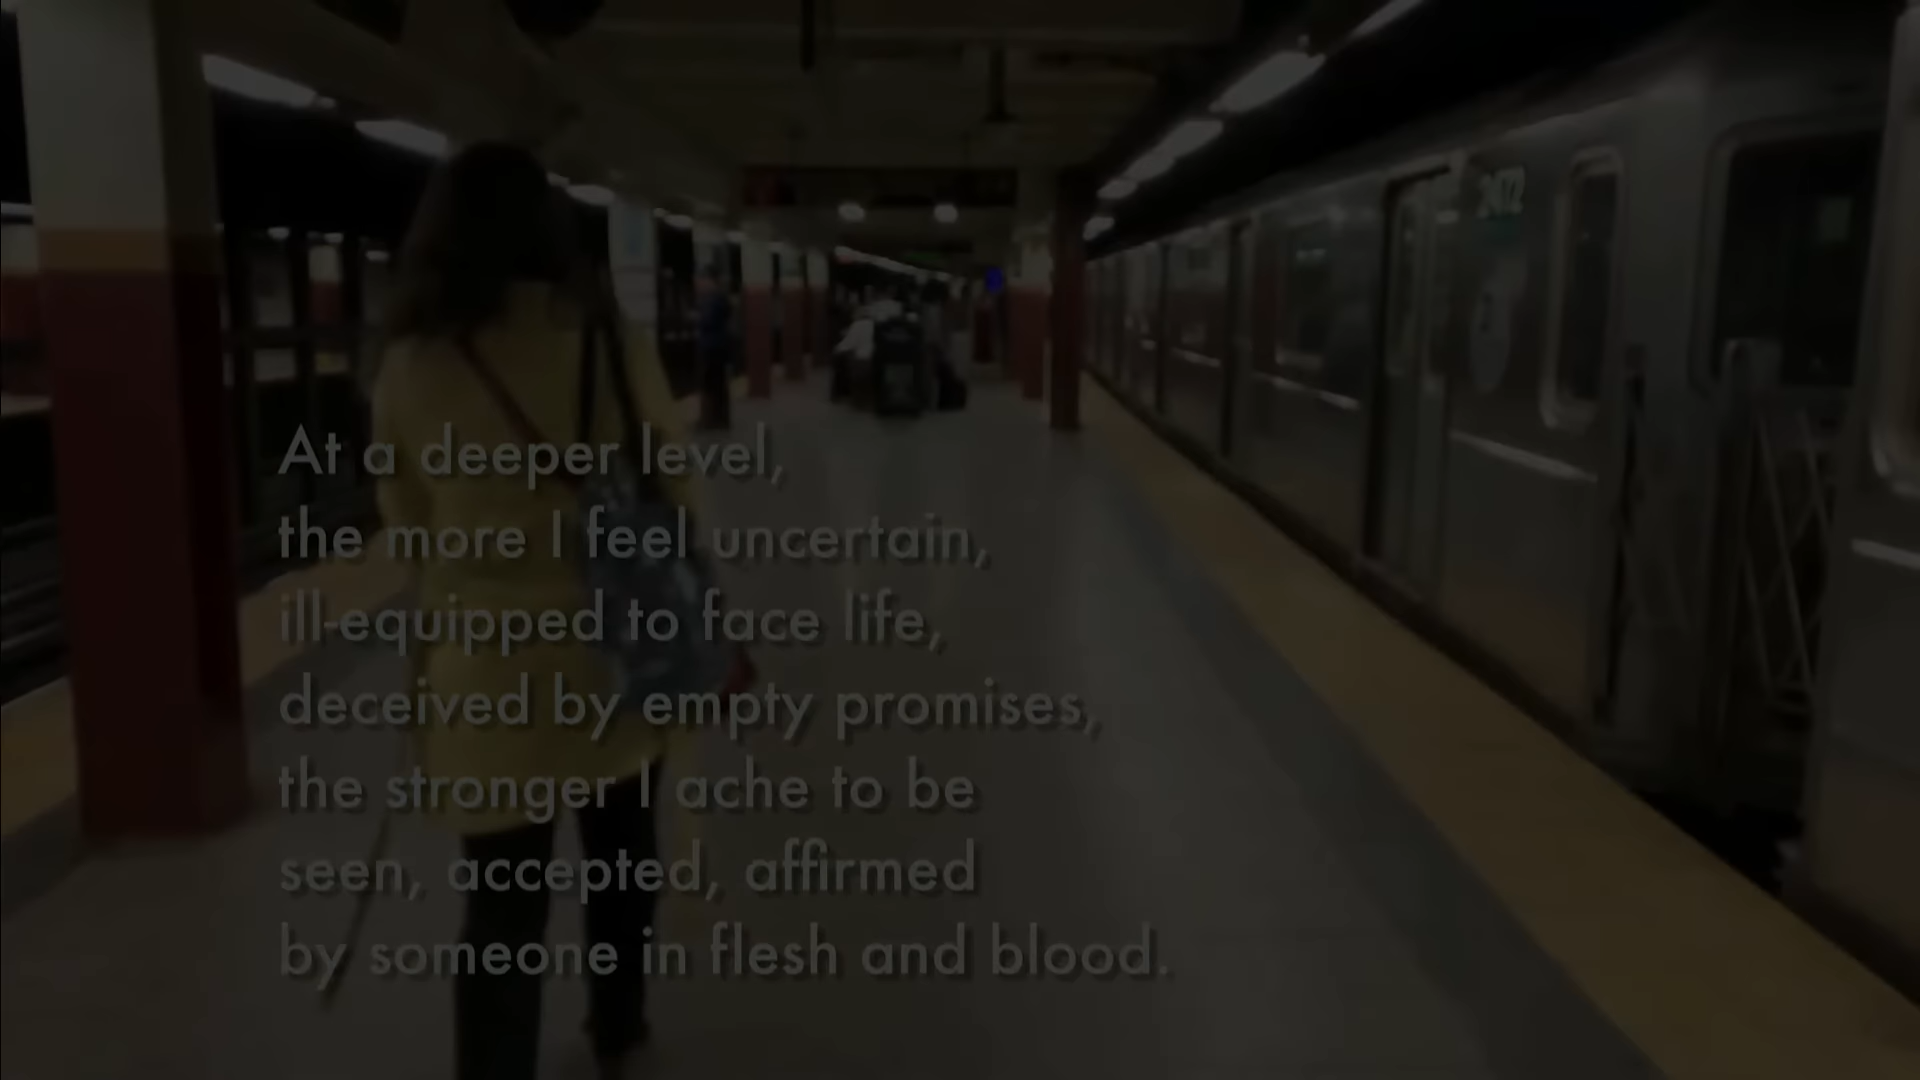 At a deeper level,
the more I feel uncertain,
ill-equipped to face life,
deceived by empty promises,
the stronger I ache to be
seen, accepted, affirmed
by someone in flesh and blood.